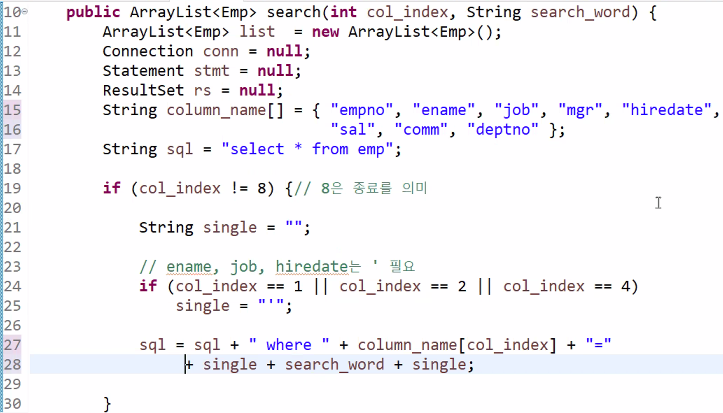 10 public ArrayList<Emp> search(int col_index, String search_word) {
11 ArrayList<Emp> list  = new ArrayList<Emp>();
12 Connection conn = null;
13 Statement stmt = null;
14 ResultSet rs = null;
15 String column_name[] = { "empno", "ename", "job", "mgr", "hiredate",
16 "sal", "comm", "deptno" };
17 String sql = "select * from emp";
18
19 if (col_index != 8) {// 8은 종료를 의미
20
21 String single = "";
22
23 // ename, job, hiredate는 ' 필요
24 if (col_index == 1 || col_index == 2 || col_index == 4)
25 single = "'";
26
27 sql = sql + " where " + column_name[col_index] + "="
28 + single + search_word + single;
29
30 }